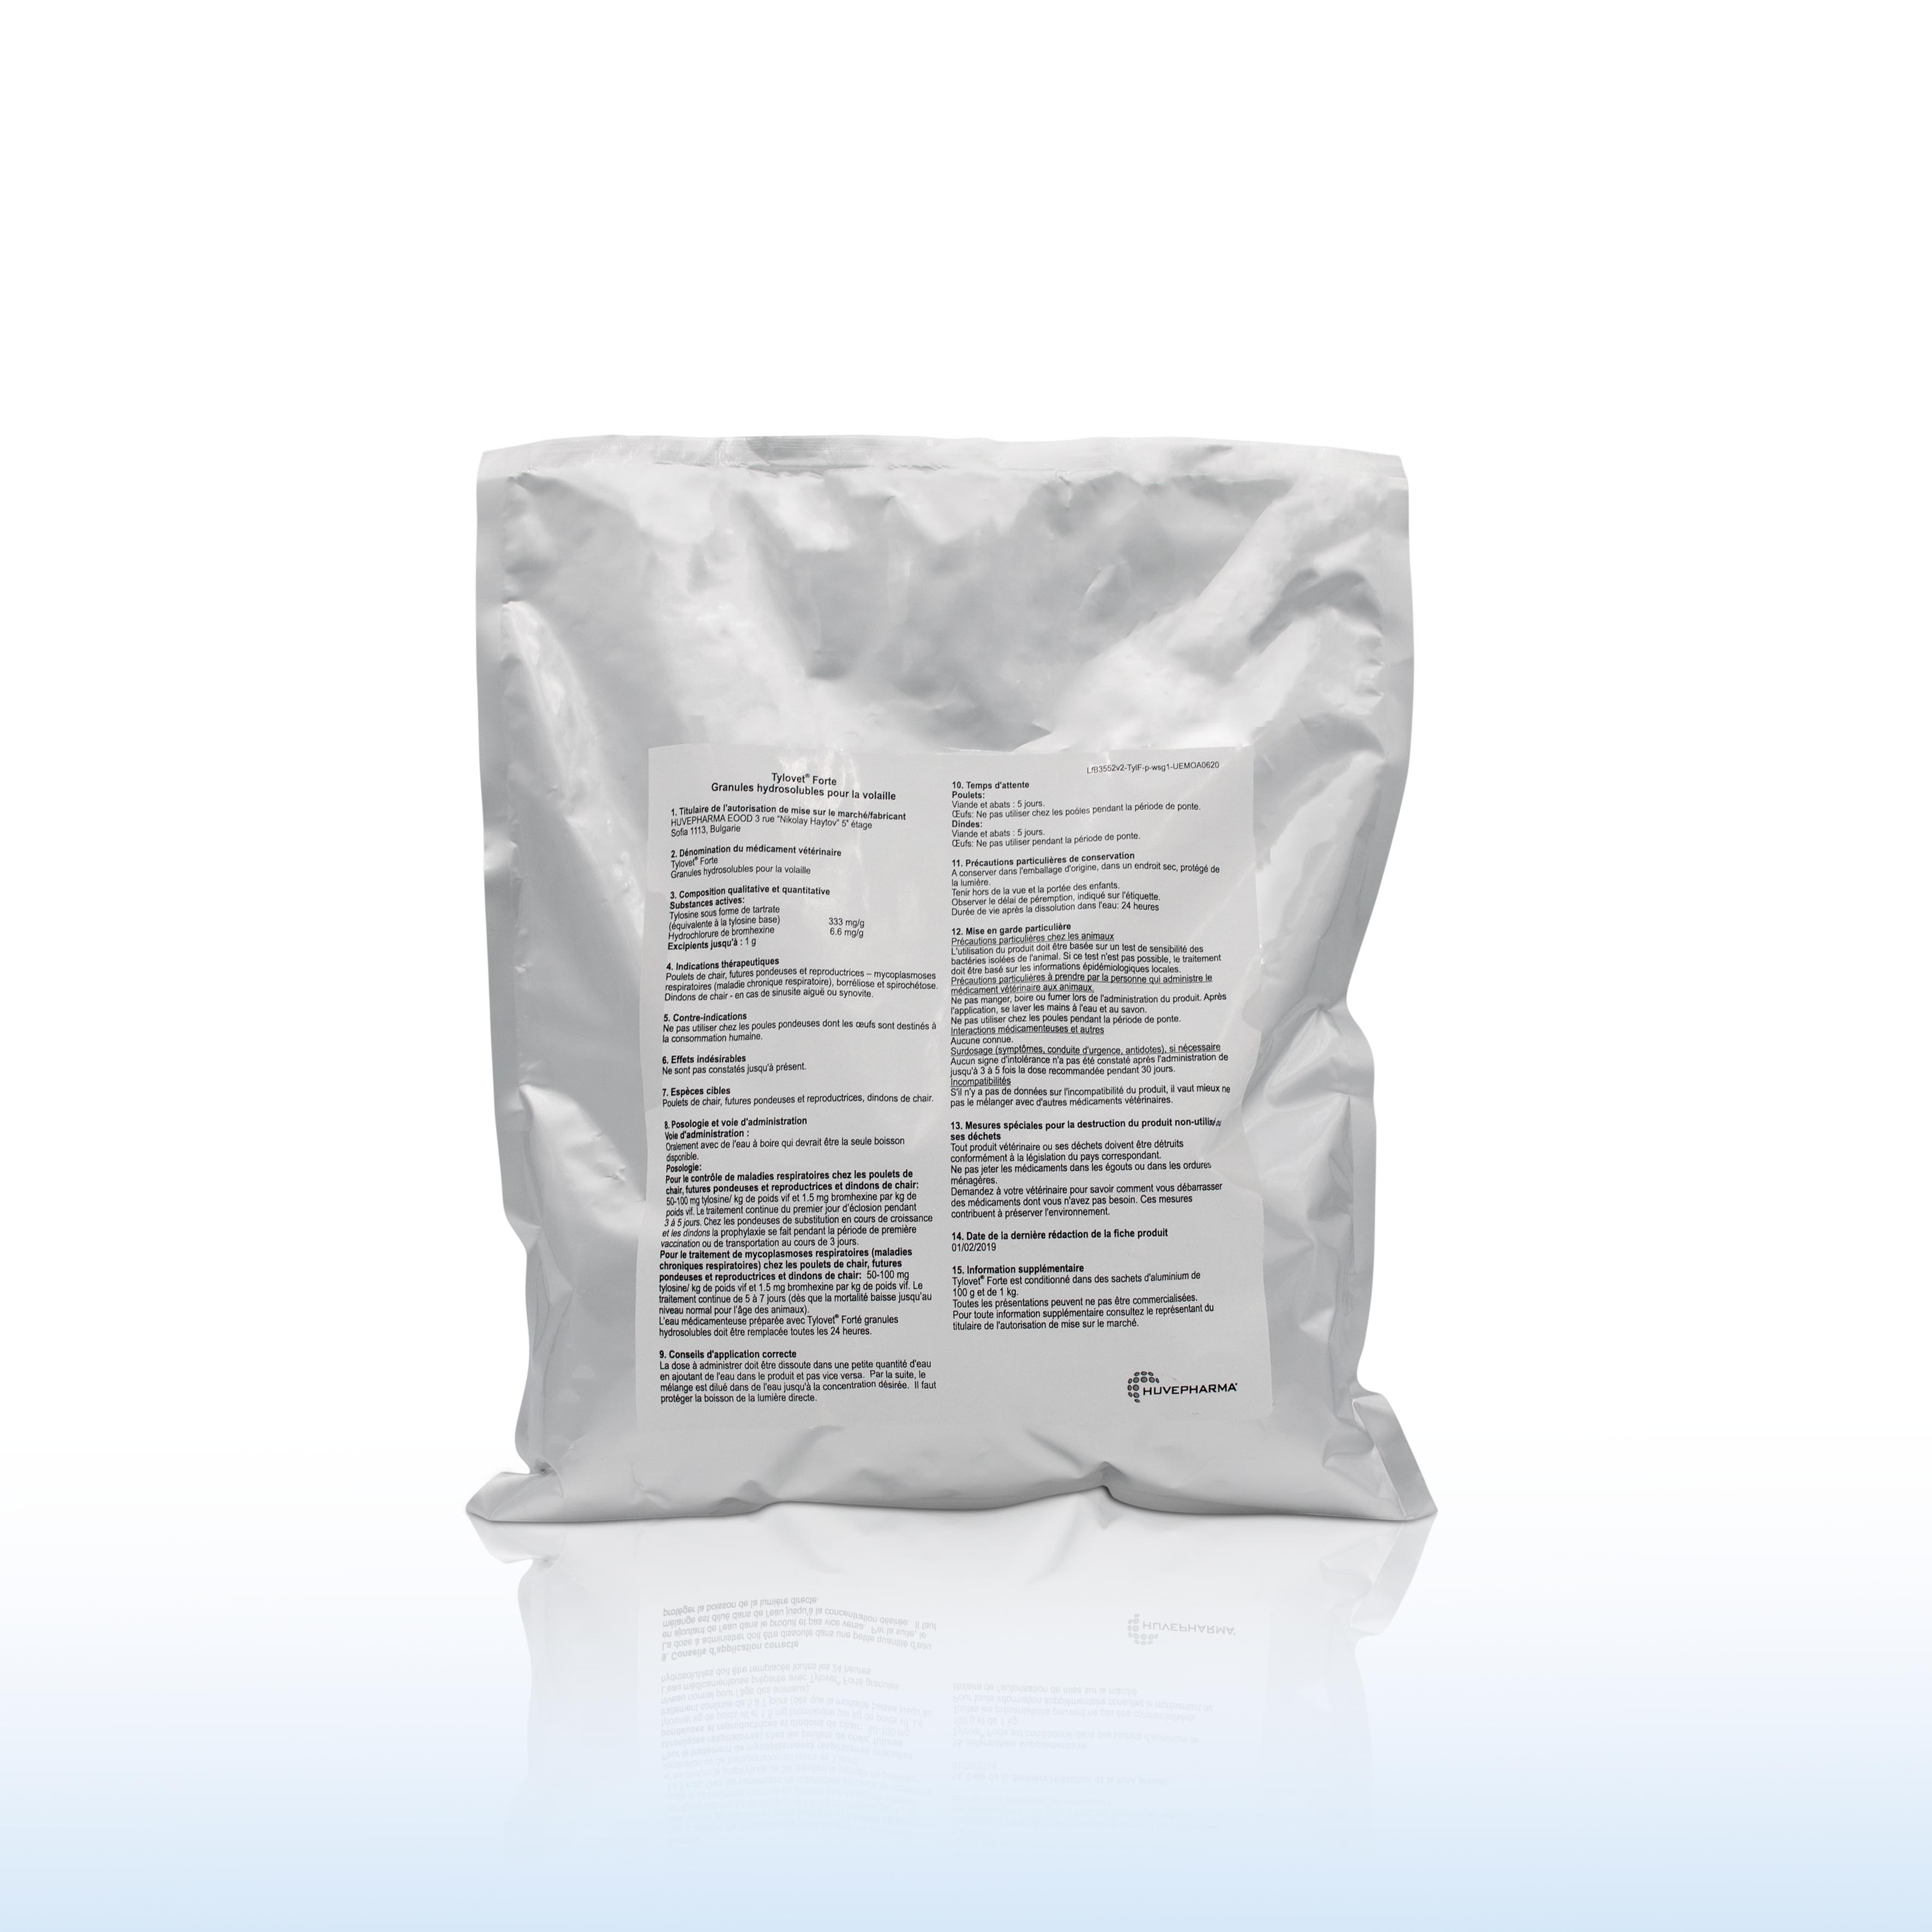 Tylovet® Forte
Granules hydrosolubles pour la volaille
1. Titulaire de l'autorisation de mise sur le marché/fabricant
HUVEPHARMA EOOD 3 rue "Nikolay Haytov" 5° étage
Sofia 1113, Bulgarie
2. Dénomination du médicament vétérinaire
Tylovet® Forte
Granules hydrosolubles pour la volaille
3. Composition qualitative et quantitative
Substances actives:
Tylosine sous forme de tartrate
(équivalente à la tylosine base) 333 mg/g
Hydrochlorure de bromhexine 6.6 mg/g
Excipients jusqu'à : 1 g
4. Indications thérapeutiques
Poulets de chair, futures pondeuses et reproductrices – mycoplasmoses
respiratoires (maladie chronique respiratoire), borréliose et spirochétose.
Dindons de chair - en cas de sinusite aiguë ou synovite.
5. Contre-indications
Ne pas utiliser chez les poules pondeuses dont les œufs sont destinés à
la consommation humaine.
6. Effets indésirables
Ne sont pas constatés jusqu'à présent.
7. Espèces cibles
Poulets de chair, futures pondeuses et reproductrices, dindons de chair.
8. Posologie et voie d'administration
Voie d'administration :
Oralement avec de l'eau à boire qui devrait être la seule boisson
disponible.
Posologie:
Pour le contrôle de maladies respiratoires chez les poulets de
chair, futures pondeuses et reproductrices et dindons de chair:
50-100 mg tylosine/ kg de poids vif et 1.5 mg bromhexine par kg de
poids vif. Le traitement continue du premier jour d'éclosion pendant
3 à 5 jours. Chez les pondeuses de substitution en cours de croissance
et les dindons la prophylaxie se fait pendant la période de première
vaccination ou de transportation au cours de 3 jours.
Pour le traitement de mycoplasmoses respiratoires (maladies
chroniques respiratoires) chez les poulets de chair, futures
pondeuses et reproductrices et dindons de chair: 50-100 mg
tylosine/ kg de poids vif et 1.5 mg bromhexine par kg de poids vif. Le
traitement continue de 5 à 7 jours (dès que la mortalité baisse jusqu'au
niveau normal pour l'âge des animaux).
L'eau médicamenteuse préparée avec Tylovet® Forté granules
hydrosolubles doit être remplacée toutes les 24 heures.
9. Conseils d'application correcte
La dose à administrer doit être dissoute dans une petite quantité d'eau
en ajoutant de l'eau dans le produit et pas vice versa. Par la suite, le
mélange est dilué dans de l'eau jusqu'à la concentration désirée. Il faut
protéger la boisson de la lumière directe.
LfB3552v2-TylF-p-wsg1-UEMOA0620
10. Temps d'attente
Poulets:
Viande et abats : 5 jours.
Œufs: Ne pas utiliser chez les poôles pendant la période de ponte.
Dindes:
Viande et abats : 5 jours.
Œufs: Ne pas utiliser pendant la période de ponte.
11. Précautions particulières de conservation
A conserver dans l'emballage d'origine, dans un endroit sec, protégé de
la lumière.
Tenir hors de la vue et la portée des enfants.
Observer le délai de péremption, indiqué sur l'étiquette.
Durée de vie après la dissolution dans l'eau: 24 heures
12. Mise en garde particulière
Précautions particulières chez les animaux
L'utilisation du produit doit être basée sur un test de sensibilité des
bactéries isolées de l'animal. Si ce test n'est pas possible, le traitement
doit être basé sur les informations épidémiologiques locales.
Précautions particulières à prendre par la personne qui administre le
médicament vétérinaire aux animaux.
Ne pas manger, boire ou fumer lors de l'administration du produit. Après
l'application, se laver les mains à l'eau et au savon.
Ne pas utiliser chez les poules pendant la période de ponte.
Interactions médicamenteuses et autres
Aucune connue.
Surdosage (symptômes, conduite d'urgence, antidotes), si nécessaire
Aucun signe d'intolérance n'a pas été constaté après l'administration de
jusqu'à 3 à 5 fois la dose recommandée pendant 30 jours.
Incompatibilités
S'il n'y a pas de données sur l'incompatibilité du produit, il vaut mieux ne
pas le mélanger avec d'autres médicaments vétérinaires.
13. Mesures spéciales pour la destruction du produit non-utilisé ou
ses déchets
Tout produit vétérinaire ou ses déchets doivent être détruits
conformément à la législation du pays correspondant.
Ne pas jeter les médicaments dans les égouts ou dans les ordures
ménagères.
Demandez à votre vétérinaire pour savoir comment vous débarrasser
des médicaments dont vous n'avez pas besoin. Ces mesures
contribuent à préserver l'environnement.
14. Date de la dernière rédaction de la fiche produit
01/02/2019
15. Information supplémentaire
Tylovet® Forte est conditionné dans des sachets d'aluminium de
100 g et de 1 kg.
Toutes les présentations peuvent ne pas être commercialisées.
Pour toute information supplémentaire consultez le représentant du
titulaire de l'autorisation de mise sur le marché.
HUVEPHARMA